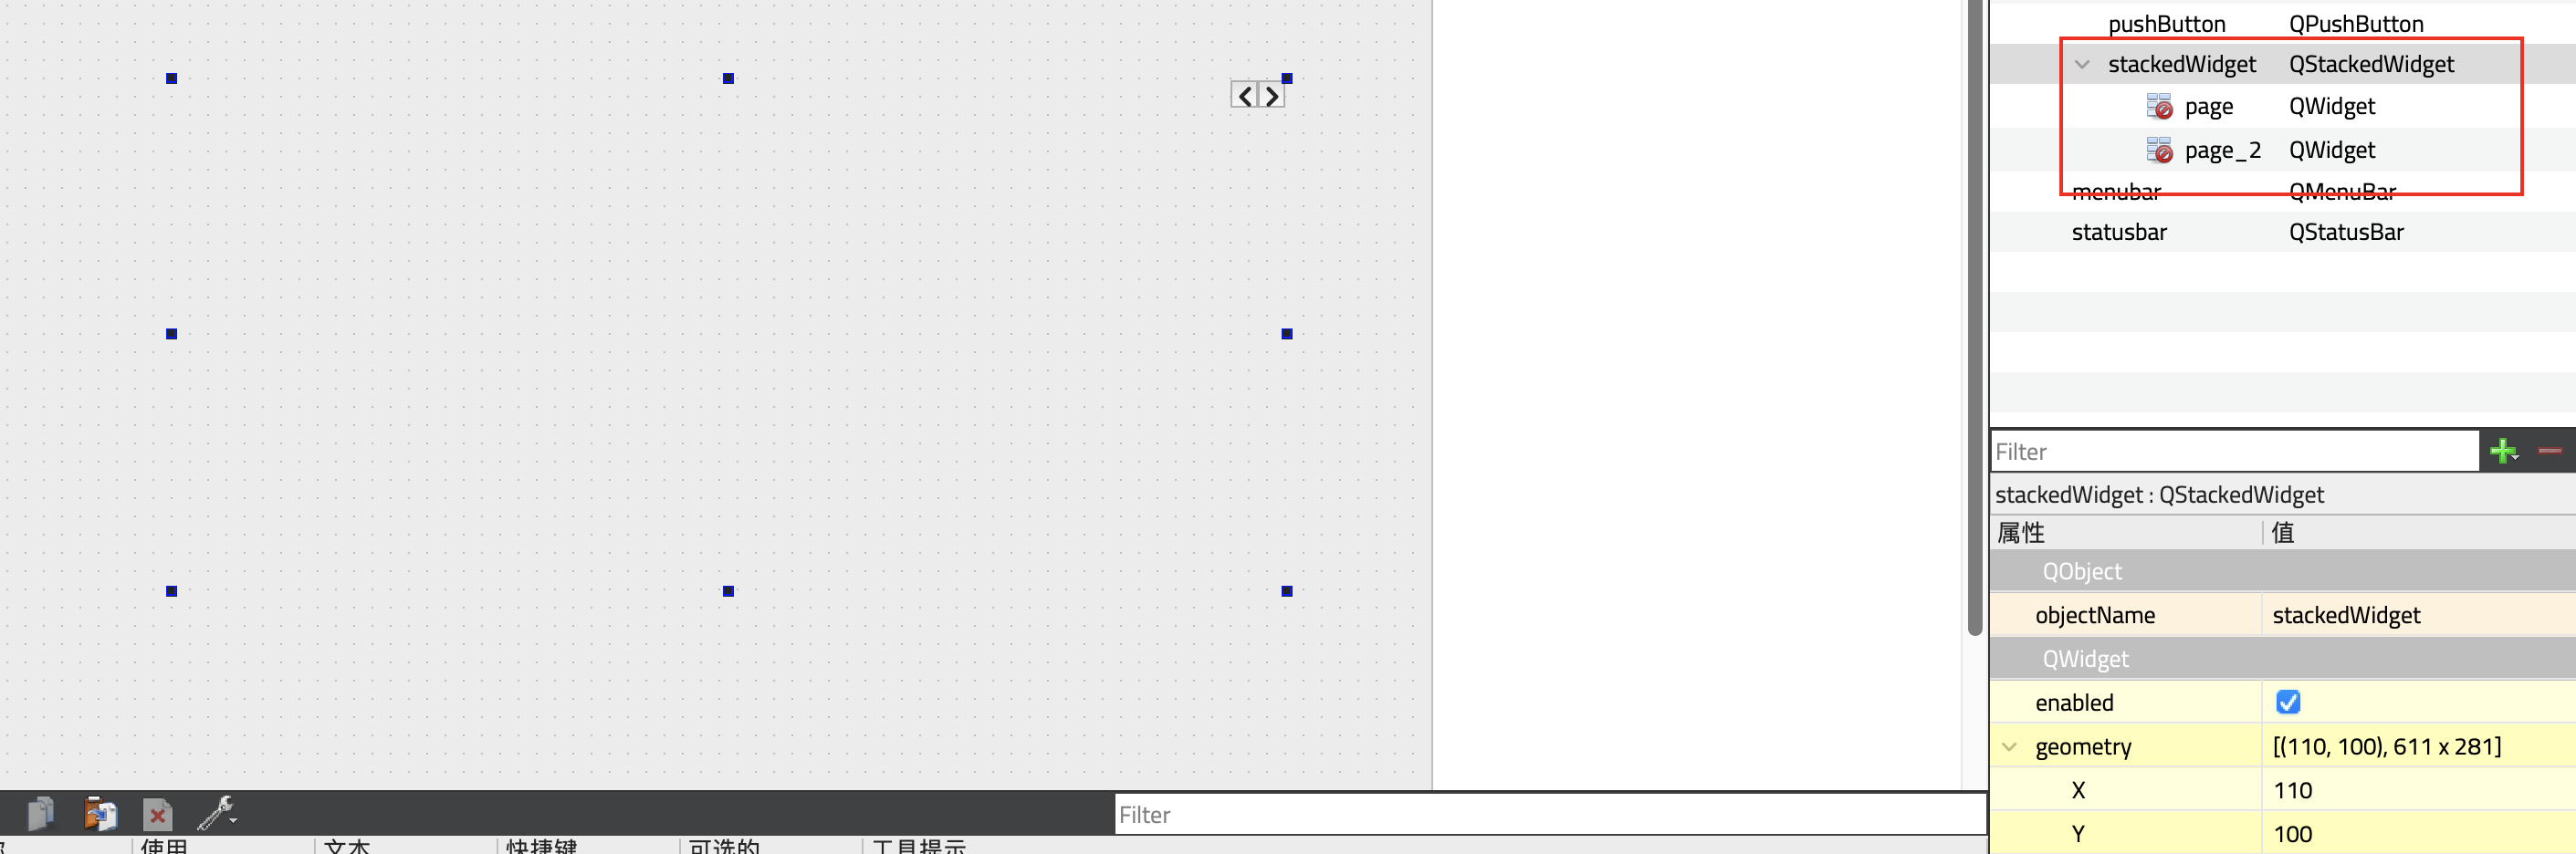 pushButton QPushButton
stackedWidget QStackedWidget
page QWidget
page_2 QWidget
menubar QMenuBar
statusbar QStatusBar
Filter
stackedWidget : QStackedWidget
属性 值
QObject
objectName stackedWidget
QWidget
enabled
geometry [(110, 100), 611 x 281]
X 110
Y 100
Filter
使用 文本 快捷键 可选的 工具提示